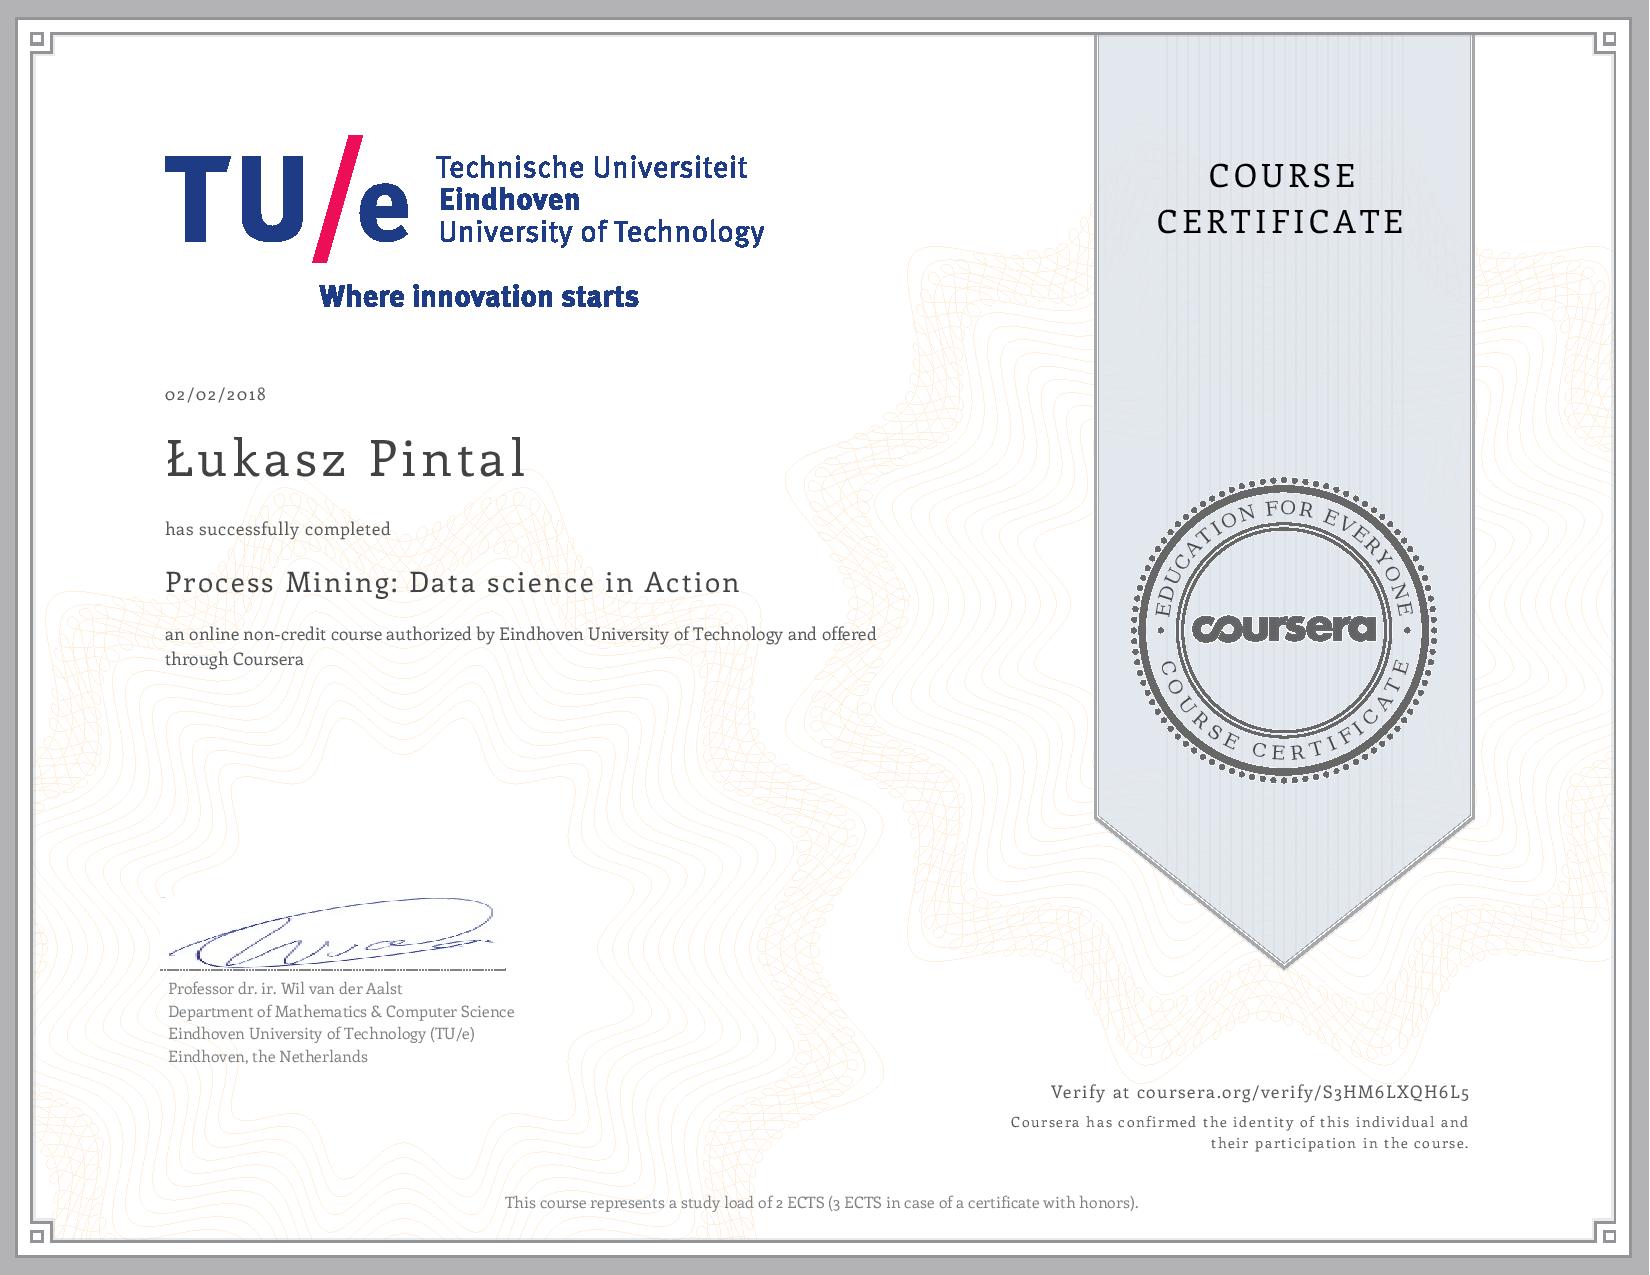 TU/e
Technische Universiteit
Eindhoven
University of Technology
Where innovation starts
02/02/2018
Łukasz Pintal
has successfully completed
Process Mining: Data science in Action
an online non-credit course authorized by Eindhoven University of Technology and offered
through Coursera
Professor dr. ir. Wil van der Aalst
Department of Mathematics & Computer Science
Eindhoven University of Technology (TU/e)
Eindhoven, the Netherlands
COURSE
CERTIFICATE
EDUCATION FOR EVERYONE
coursera
COURSE CERTIFICATE
Verify at coursera.org/verify/S3HM6LXQH6L5
Coursera has confirmed the identity of this individual and
their participation in the course.
This course represents a study load of 2 ECTS (3 ECTS in case of a certificate with honors).